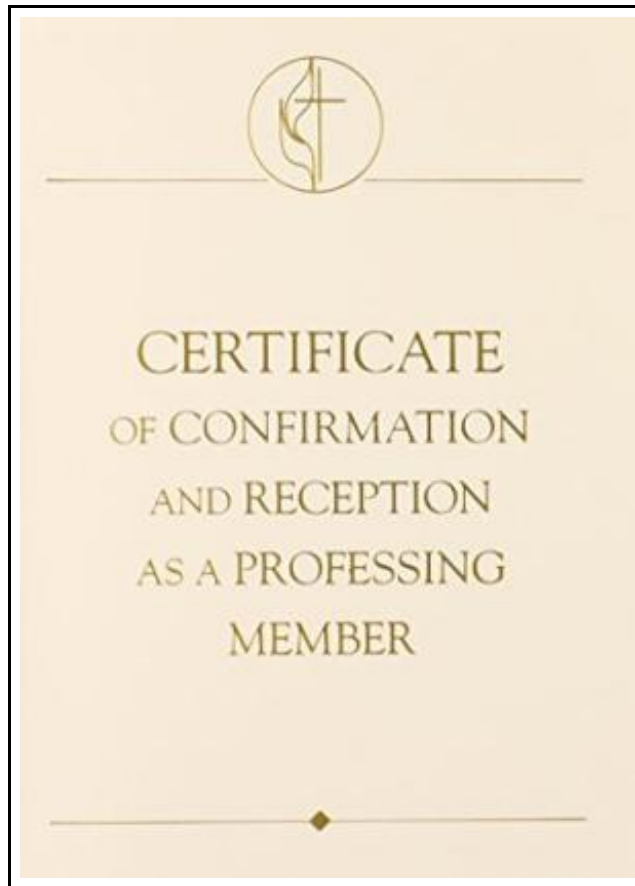 CERTIFICATE
OF CONFIRMATION
AND RECEPTION
AS A PROFESSING
MEMBER